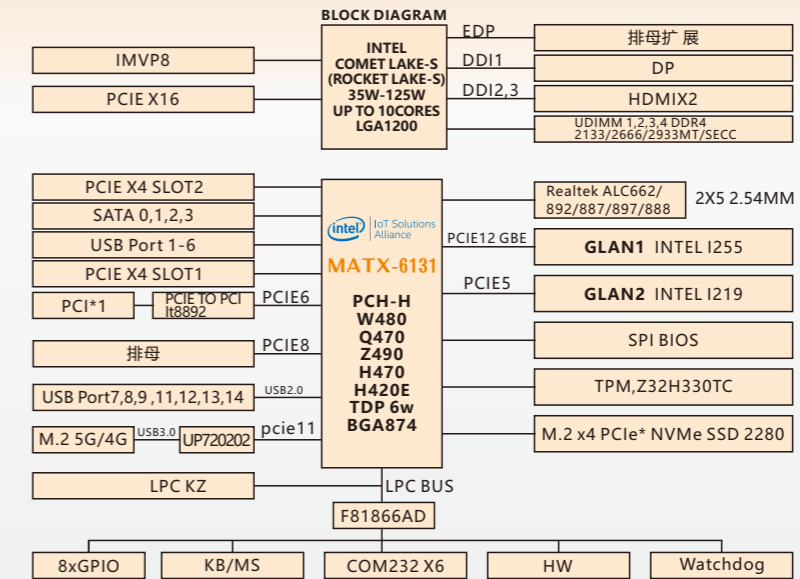 BLOCK DIAGRAM
IMVP8
PCIE X16
INTEL
COMET LAKE-S
(ROCKET LAKE-S)
35W-125W
UP TO 10CORES
LGA1200
EDP
排母扩 展
DDI1
DP
DDI2,3
HDMIX2
UDIMM 1,2,3,4 DDR4
2133/2666/2933MT/SECC
PCIE X4 SLOT2
SATA 0,1,2,3
USB Port 1-6
PCIE X4 SLOT1
PCI*1
PCIE TO PCI
It8892
PCIE6
排母
PCIE8
USB Port7,8,9 ,11,12,13,14
USB2.0
M.2 5G/4G
USB3.0
UP720202
pcie11
LPC KZ
intel
IoT Solutions
Alliance
MATX-6131
PCH-H
W480
Q470
Z490
H470
H420E
TDP 6w
BGA874
Realtek ALC662/
892/887/897/888
2X5 2.54MM
PCIE12 GBE
GLAN1 INTEL I255
PCIE5
GLAN2 INTEL I219
SPI BIOS
TPM,Z32H330TC
M.2 x4 PCIe* NVMe SSD 2280
LPC BUS
F81866AD
8xGPIO
KB/MS
COM232 X6
HW
Watchdog